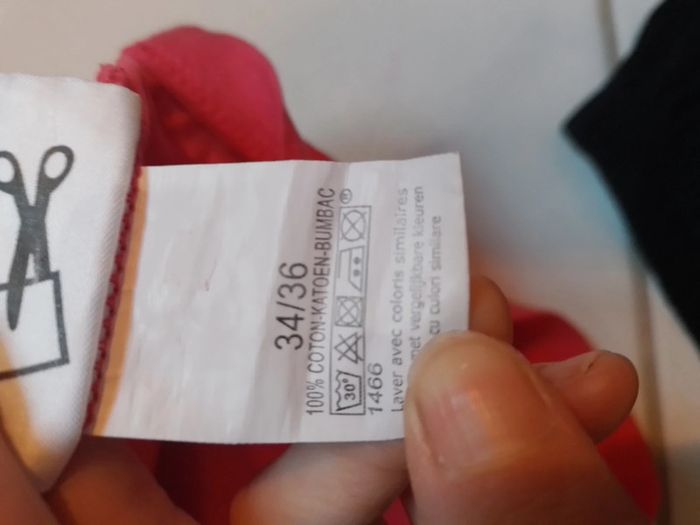 34/36
100% COTON-KATOEN-BUMBAC
30° ®
1466
Laver avec coloris similaires
met vergelijkbare kleuren
cu culori similare